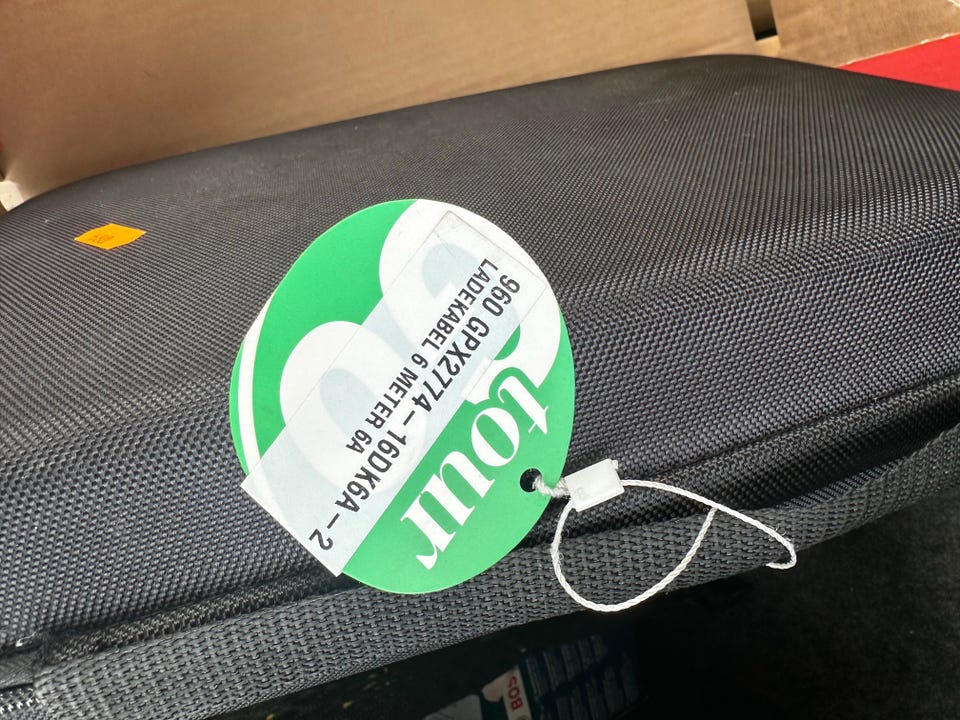 tour
960 GPX2774-16DK6A-2
LADEKABEL 6 METER 6A